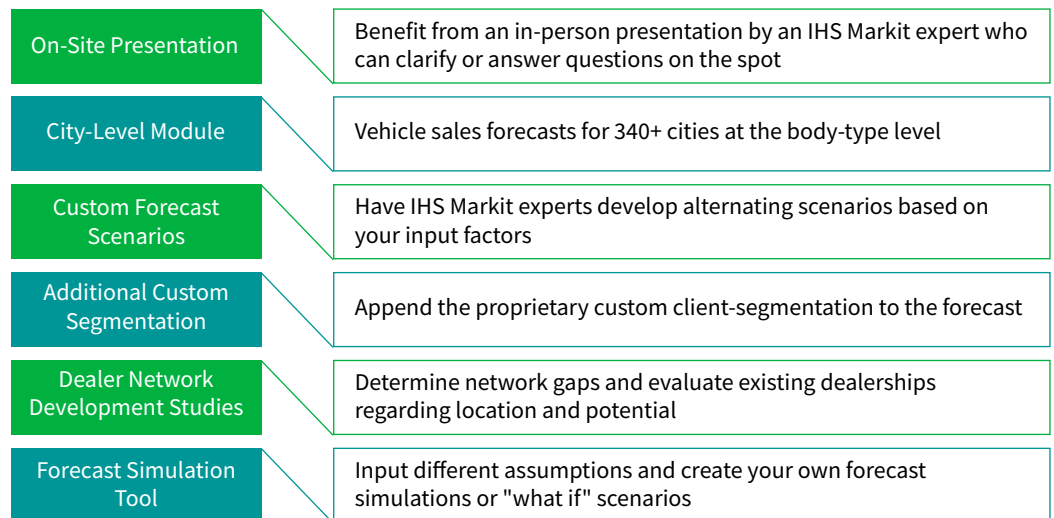 On-Site Presentation
Benefit from an in-person presentation by an IHS Markit expert who
can clarify or answer questions on the spot
City-Level Module
Vehicle sales forecasts for 340+ cities at the body-type level
Custom Forecast
Scenarios
Have IHS Markit experts develop alternating scenarios based on
your input factors
Additional Custom
Segmentation
Append the proprietary custom client-segmentation to the forecast
Dealer Network
Development Studies
Determine network gaps and evaluate existing dealerships
regarding location and potential
Forecast Simulation
Tool
Input different assumptions and create your own forecast
simulations or "what if" scenarios